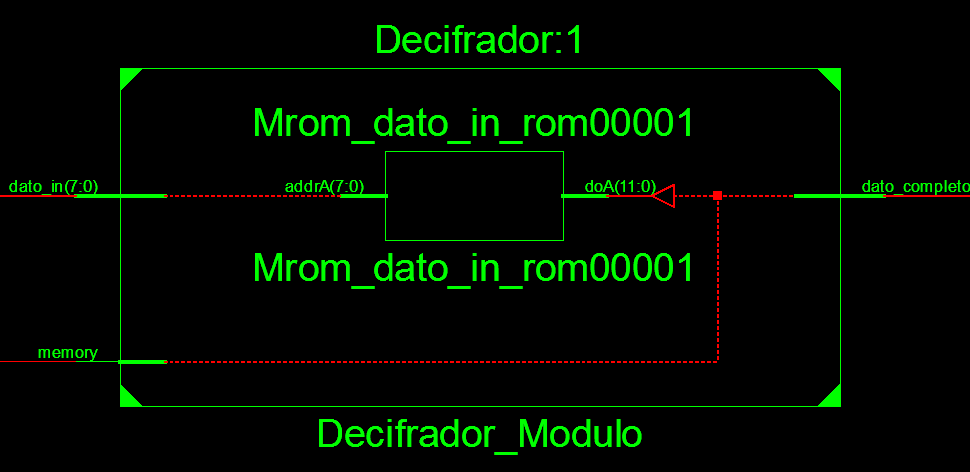 Decifrador:1
Mrom_dato_in_rom00001
dato_in(7:0)
addrA(7:0)
doA(11:0)
dato_completo
Mrom_dato_in_rom00001
memory
Decifrador_Modulo